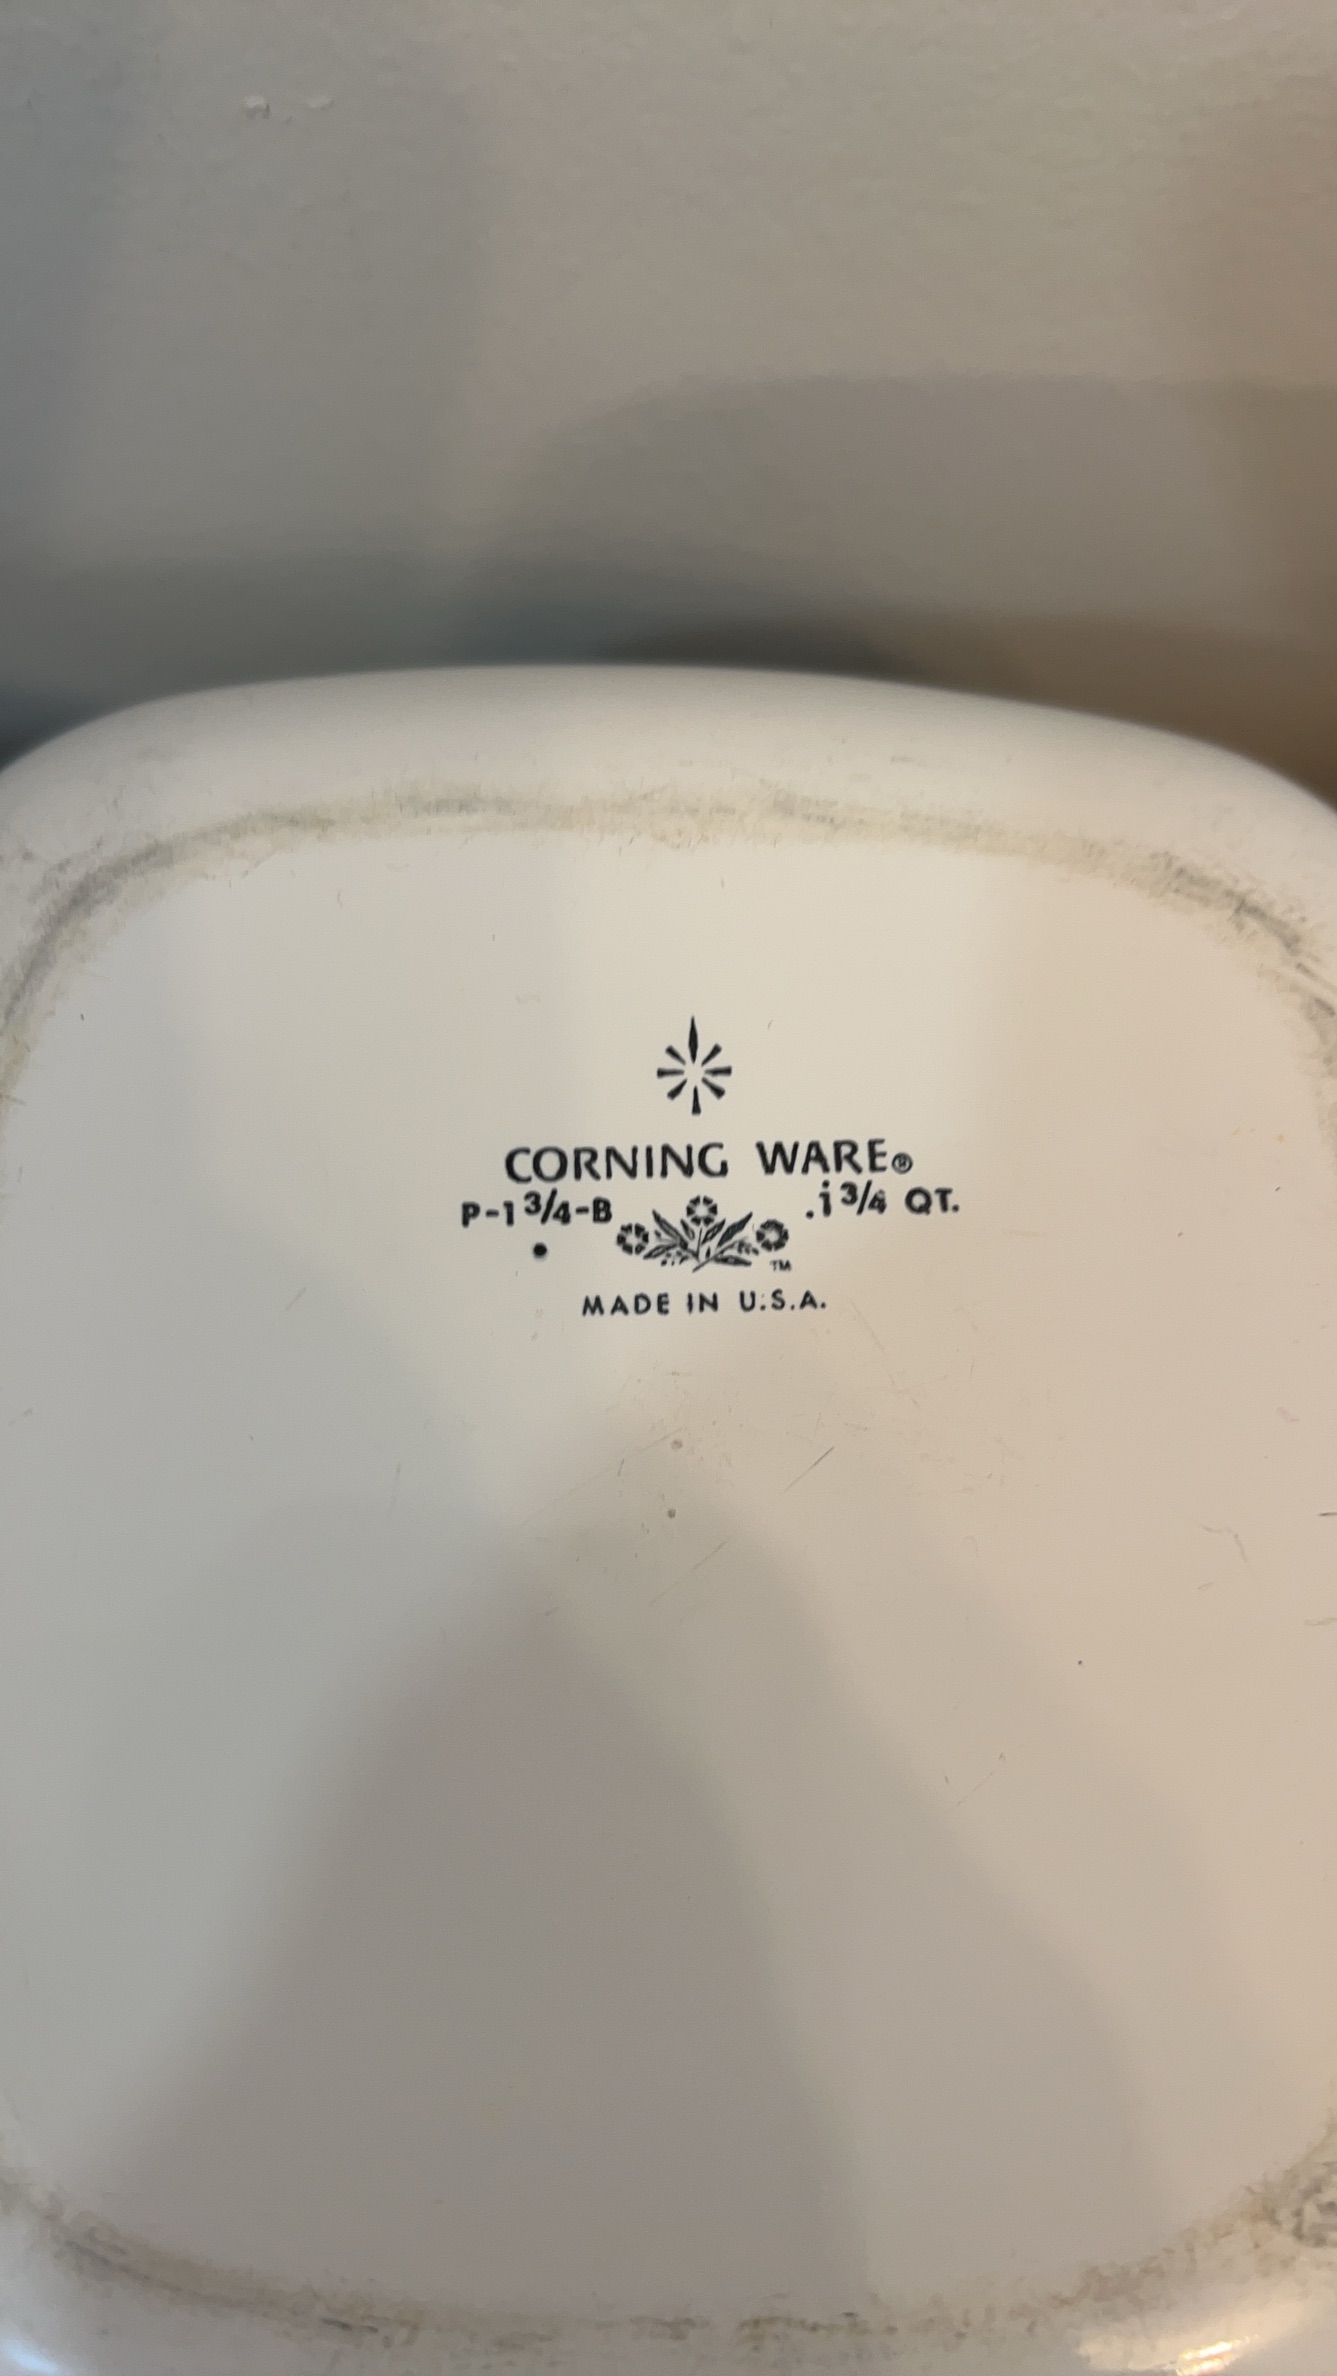 CORNING WARE®
P-1 3/4-B .1 3/4 QT.
TM
MADE IN U.S.A.